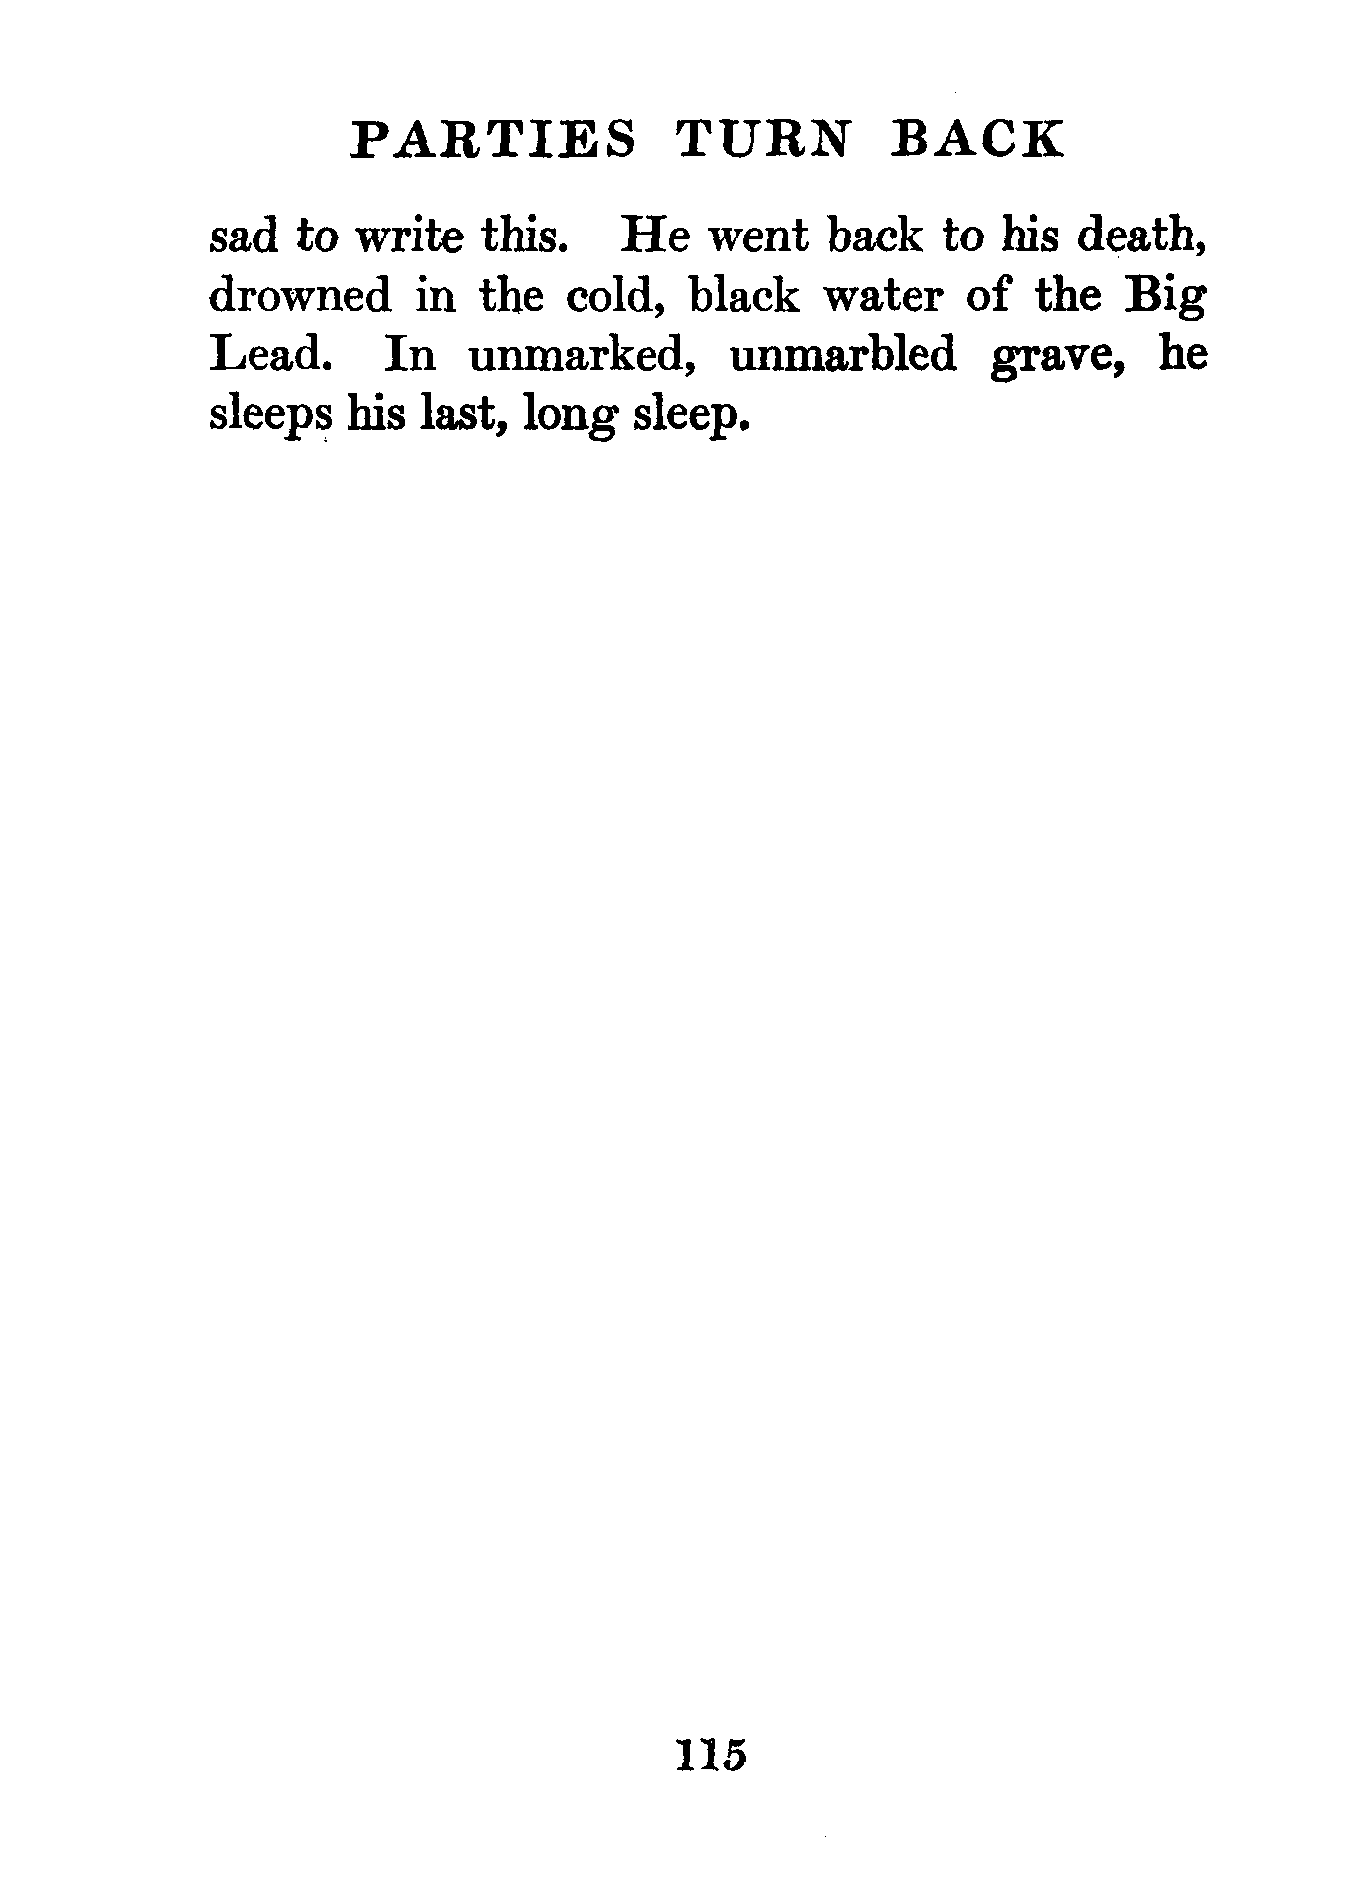 PARTIES TURN BACK
sad to write this. He went back to his death,
drowned in the cold, black water of the Big
Lead. In unmarked, unmarbled grave, he
sleeps his last, long sleep.
115